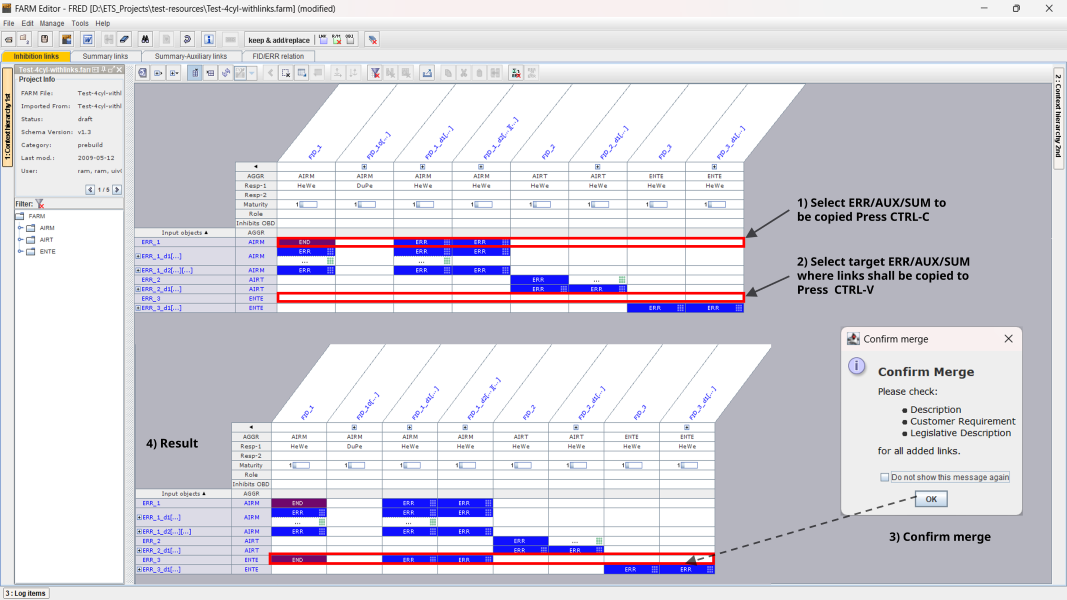 FARM Editor - FRED [D:\ETS_Projects\test-resources\Test-4cyl-withlinks.farm] (modified)
File Edit Manage Tools Help
keep & add/replace
Inhibition links Summary links Summary-Auxiliary links FID/ERR relation
1 : Context hierarchy 1st
Test-4cyl-withlinks.farm
Project Info
FARM File: Test-4cyl-withl
Imported From: Test-4cyl-withl
Status: draft
Schema Version: v1.3
Category: prebuild
Last mod.: 2009-05-12
User: ram, ram, uivl
1 / 5
Filter:
FARM
AIRM
AIRT
ENTE
2 : Context hierarchy 2nd
FID_1 FID_10[...] FID_1_d1[...] FID_1_d2[...][...] FID_2 FID_2_d1[...] FID_3 FID_3_d1[...]
AGGR AIRM AIRM AIRM AIRM AIRT AIRT ENTE ENTE
Resp-1 HeWe DuPe HeWe HeWe HeWe HeWe HeWe HeWe
Resp-2
Maturity 1 1 1 1 1 1 1 1
Role
Inhibits OBD
Input objects ▲ AGGR
ERR_1 AIRM END ERR ERR
ERR_1_d1[...] AIRM ERR ERR ERR
... ...
ERR_1_d2[...][...] AIRM ERR ERR ERR
ERR_2 AIRT ERR ...
ERR_2_d1[...] AIRT ERR ERR
ERR_3 ENTE
ERR_3_d1[...] ENTE ERR ERR
1) Select ERR/AUX/SUM to
be copied Press CTRL-C
2) Select target ERR/AUX/SUM
where links shall be copied to
Press CTRL-V
Confirm merge
Confirm Merge
Please check:
● Description
● Customer Requirement
● Legislative Description
for all added links.
Do not show this message again
OK
3) Confirm merge
4) Result
FID_1 FID_10[...] FID_1_d1[...] FID_1_d2[...][...] FID_2 FID_2_d1[...] FID_3 FID_3_d1[...]
AGGR AIRM AIRM AIRM AIRM AIRT AIRT ENTE ENTE
Resp-1 HeWe DuPe HeWe HeWe HeWe HeWe HeWe HeWe
Resp-2
Maturity 1 1 1 1 1 1 1 1
Role
Inhibits OBD
Input objects ▲ AGGR
ERR_1 AIRM END ERR ERR
ERR_1_d1[...] AIRM ERR ERR ERR
... ...
ERR_1_d2[...][...] AIRM ERR ERR ERR
ERR_2 AIRT ERR ...
ERR_2_d1[...] AIRT ERR ERR
ERR_3 ENTE END ERR ERR
ERR_3_d1[...] ENTE ERR ERR
3 : Log items